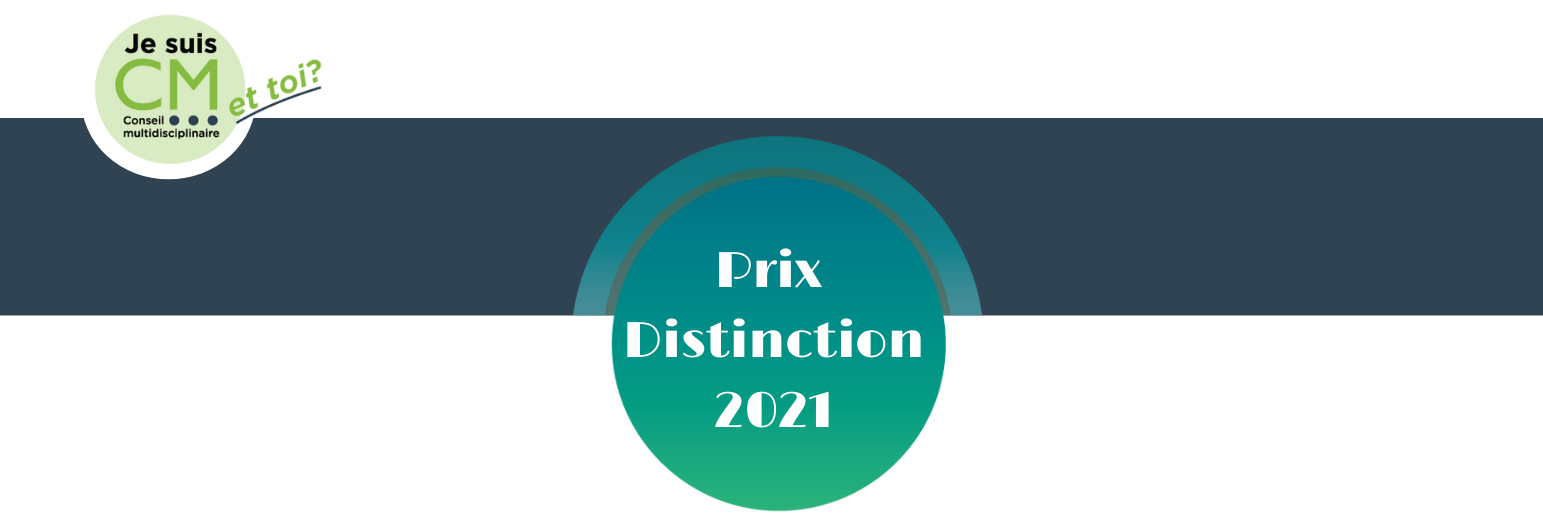 Je suis
CM
et toi?
Conseil
multidisciplinaire
Prix
Distinction
2021